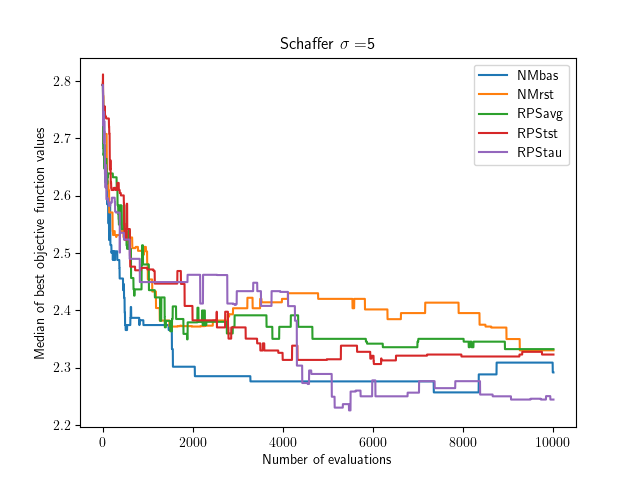 Schaffer σ =5
2.8
2.7
2.6
2.5
2.4
2.3
2.2
Median of best objective function values
NMbas
NMrst
RPSavg
RPStst
RPStau
0 2000 4000 6000 8000 10000
Number of evaluations